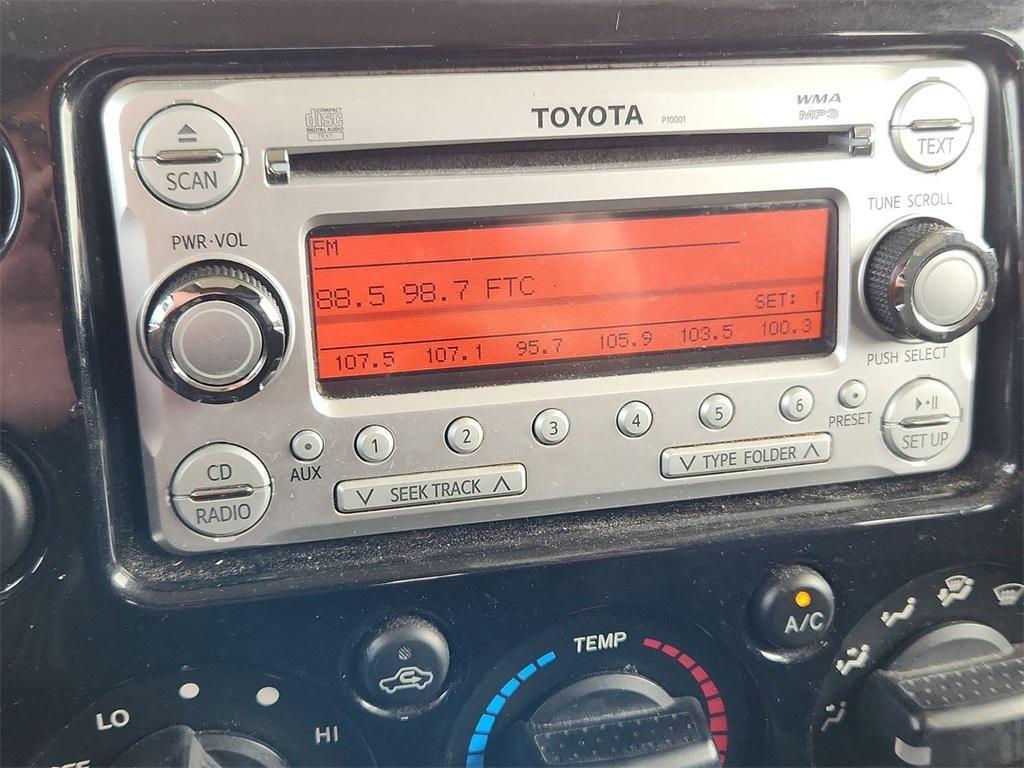 COMPACT
disc
DIGITAL AUDIO
TEXT
TOYOTA
P10001
WMA
MP3
SCAN
TEXT
TUNE SCROLL
PWR·VOL
FM
88.5 98.7 FTC
SET: 1
107.5 107.1 95.7 105.9 103.5 100.3
PUSH SELECT
1 2 3 4 5 6
AUX
PRESET
CD
RADIO
∨ SEEK TRACK ∧
∨ TYPE FOLDER ∧
SET UP
A/C
TEMP
LO
HI